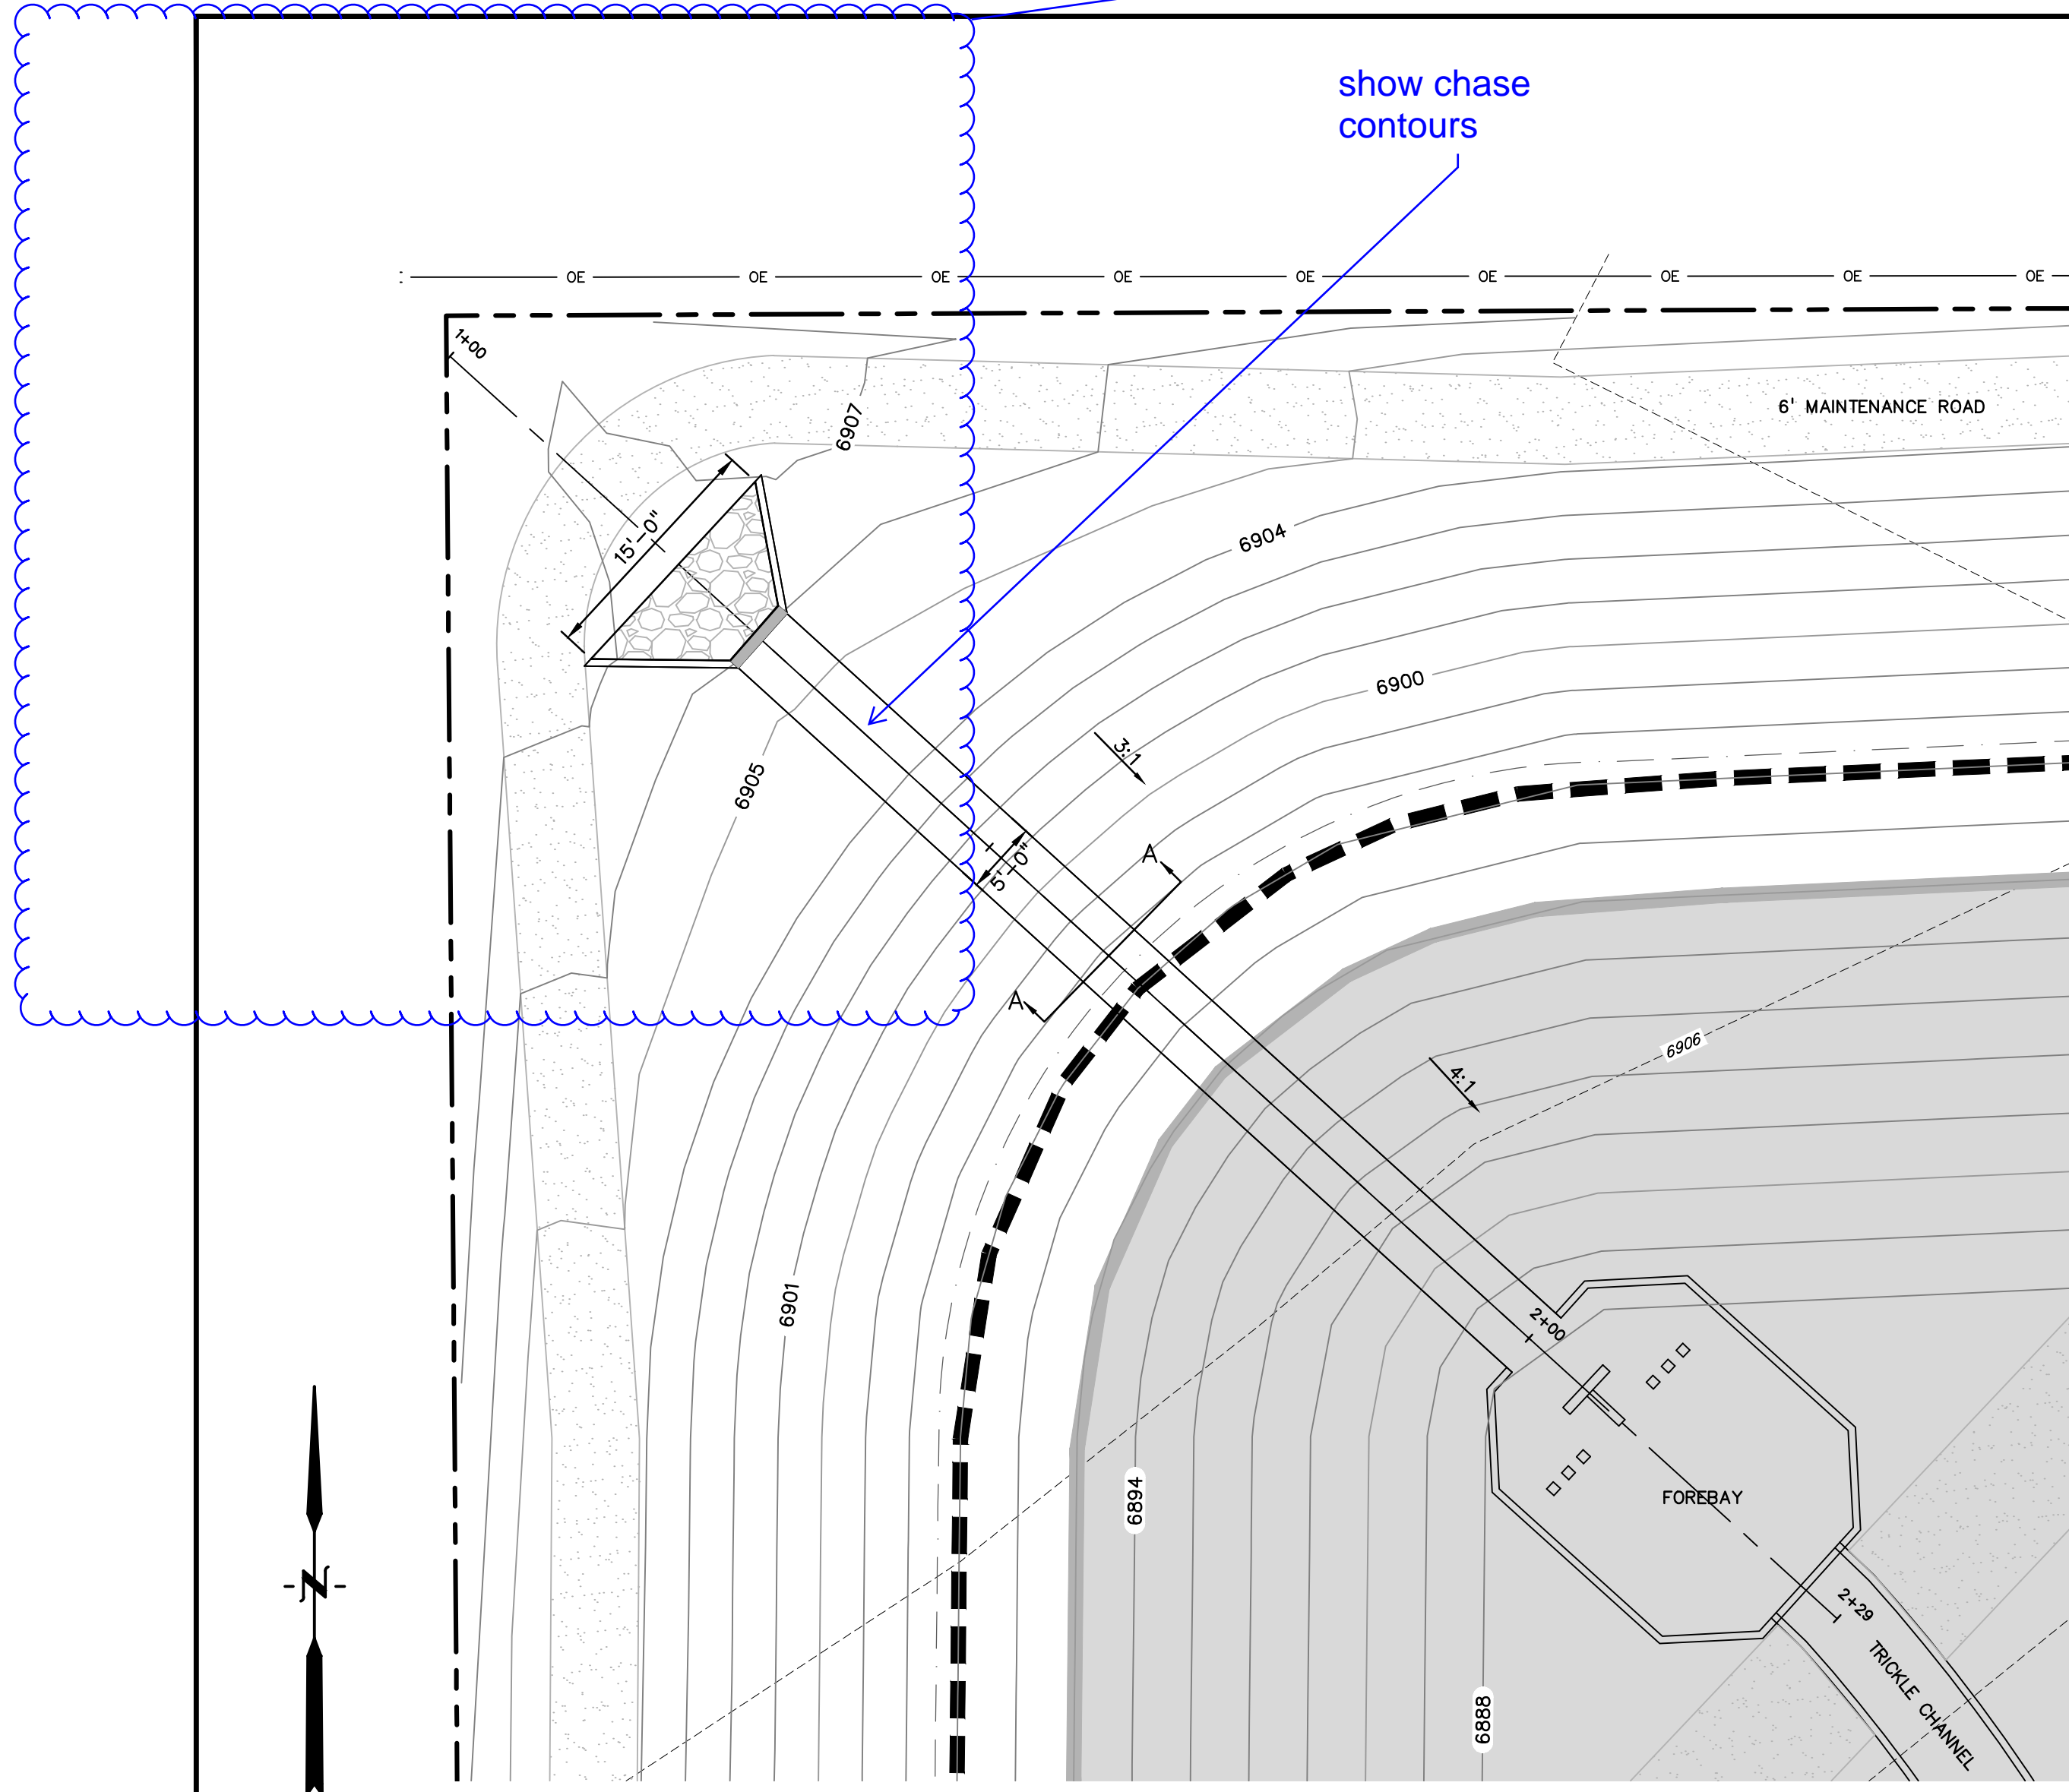 show chase
contours
OE OE OE OE OE OE OE OE OE
1+00
6907
6' MAINTENANCE ROAD
15'-0"
6904
6900
3:1
6905
5'-0"
A
A
6906
4:1
6901
2+00
6894
FOREBAY
2+29
TRICKLE CHANNEL
6888
N